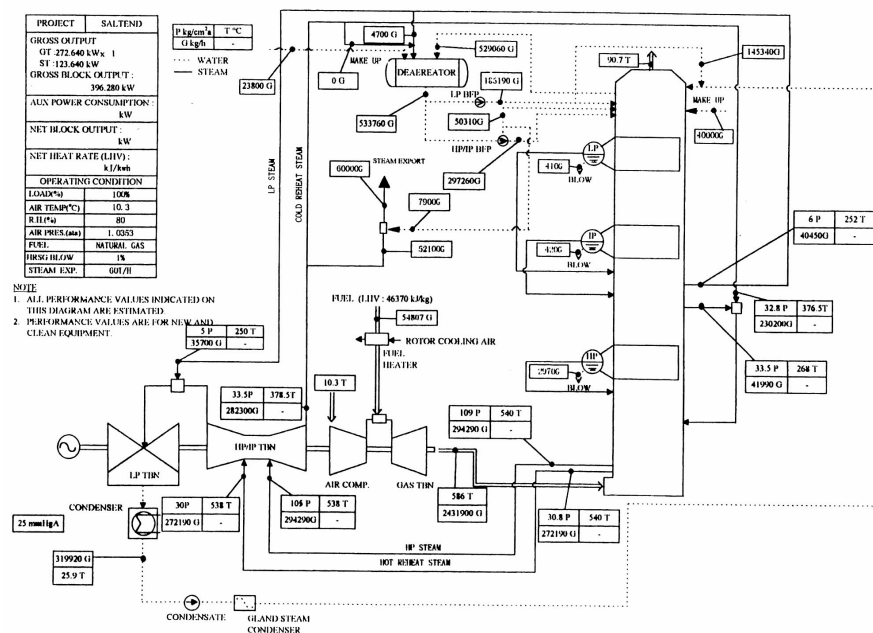 PROJECT SALTEND
GROSS OUTPUT
GT :272.640 kW x 1
ST :123.640 kW
GROSS BLOCK OUTPUT :
396.280 kW
AUX POWER CONSUMPTION :
kW
NET BLOCK OUTPUT :
kW
NET HEAT RATE (LHV) :
kJ/kwh
OPERATING CONDITION
LOAD(%) 100%
AIR TEMP(°C) 10. 3
R.H.(%) 80
AIR PRES.(ata) 1. 0353
FUEL NATURAL GAS
HRSG BLOW 1%
STEAM EXP. 60T/H
NOTE
1. ALL PERFORMANCE VALUES INDICATED ON
THIS DIAGRAM ARE ESTIMATED.
2. PERFORMANCE VALUES ARE FOR NEW AND
CLEAN EQUIPMENT.
P kg/cm²a T °C
G kg/h -
WATER
STEAM
23800 G
4700 G
0 G
MAKE UP
DEAEREATOR
529060 G
LP BFP
533760 G
50310G
HP/IP BFP
297260G
90.7 T
145340G
MAKE UP
40000G
LP STEAM
COLD REHEAT STEAM
60000G
STEAM EXPORT
7900G
52100G
LP
410G
BLOW
IP
BLOW
HP
BLOW
6 P 252 T
40450G -
32.8 P 376.5T
230200G -
33.5 P 268 T
41990 G -
FUEL (LHV : 46370 kJ/kg)
54807 G
ROTOR COOLING AIR
FUEL
HEATER
5 P 250 T
35700 G -
33.5P 378.5T
282300G -
10.3 T
109 P 540 T
294290 G -
LP TBN
HP/IP TBN
AIR COMP.
GAS TBN
586 T
2431900 G
30.8 P 540 T
272190 G -
CONDENSER
25 mmHgA
30P 538 T
272190 G -
538 T
294290G -
HP STEAM
HOT REHEAT STEAM
319920 G
25.9 T
CONDENSATE
GLAND STEAM
CONDENSER